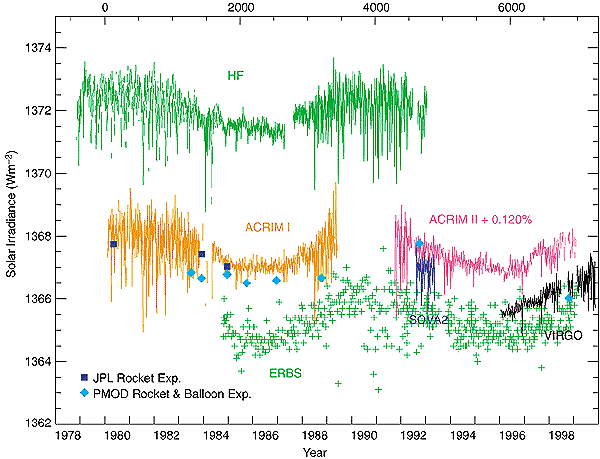 0 2000 4000 6000
1374
HF
1372
1370
Solar Irradiance (Wm−2)
ACRIM I
ACRIM II + 0.120%
1368
1366
SOVA2
VIRGO
1364
ERBS
JPL Rocket Exp.
PMOD Rocket & Balloon Exp.
1362
1978 1980 1982 1984 1986 1988 1990 1992 1994 1996 1998
Year